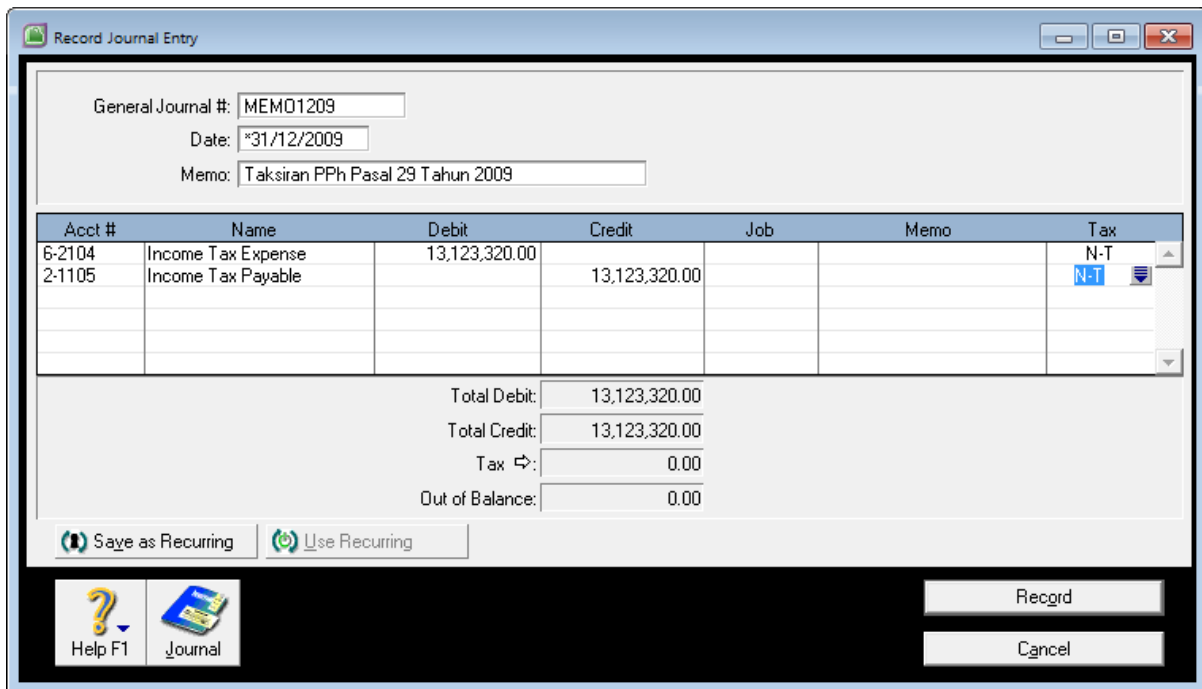 Record Journal Entry
General Journal #: MEMO1209
Date: *31/12/2009
Memo: Taksiran PPh Pasal 29 Tahun 2009
Acct # Name Debit Credit Job Memo Tax
6-2104 Income Tax Expense 13,123,320.00 N-T
2-1105 Income Tax Payable 13,123,320.00 N-T
Total Debit: 13,123,320.00
Total Credit: 13,123,320.00
Tax ⇨: 0.00
Out of Balance: 0.00
Save as Recurring Use Recurring
Help F1 Journal Record
Cancel